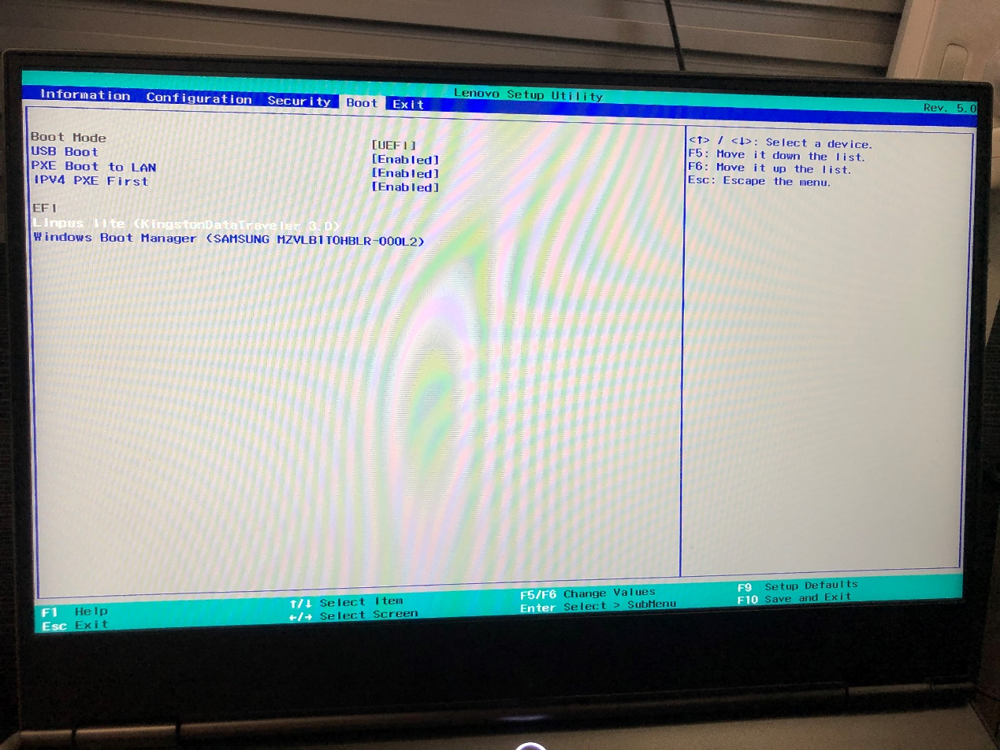 Lenovo Setup Utility
Rev. 5.0
Information Configuration Security Boot Exit
Boot Mode [UEFI]
USB Boot [Enabled]
PXE Boot to LAN [Enabled]
IPV4 PXE First [Enabled]
EFI
Linpus lite (KingstonDataTraveler 3.0)
Windows Boot Manager (SAMSUNG MZVLB1T0HBLR-000L2)
<↑> / <↓>: Select a device.
F5: Move it down the list.
F6: Move it up the list.
Esc: Escape the menu.
F1 Help ↑/↓ Select Item F5/F6 Change Values F9 Setup Defaults
Esc Exit ←/→ Select Screen Enter Select > SubMenu F10 Save and Exit